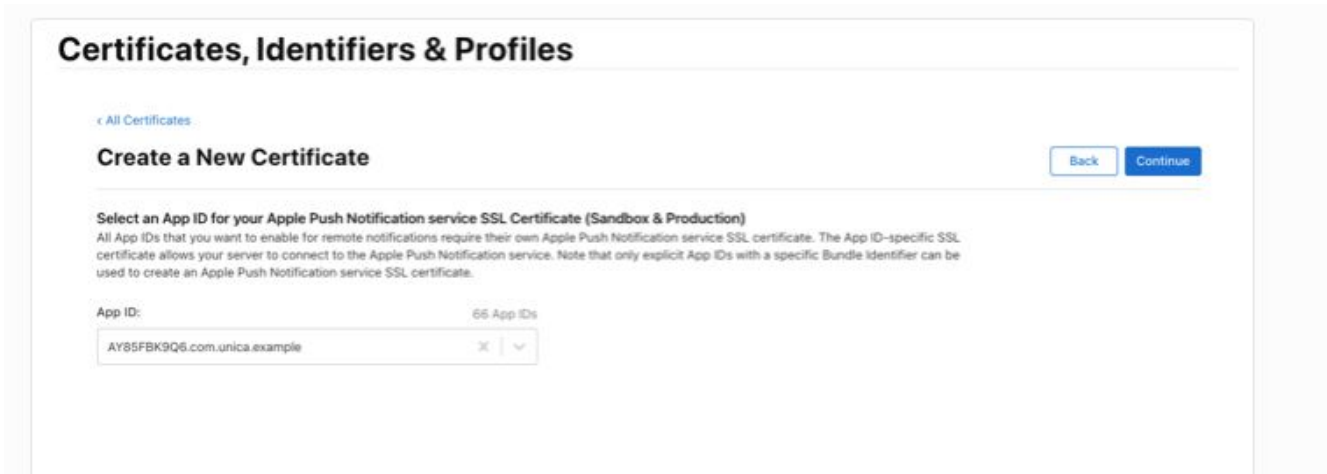 Certificates, Identifiers & Profiles
‹ All Certificates
Create a New Certificate
Back
Continue
Select an App ID for your Apple Push Notification service SSL Certificate (Sandbox & Production)
All App IDs that you want to enable for remote notifications require their own Apple Push Notification service SSL certificate. The App ID-specific SSL
certificate allows your server to connect to the Apple Push Notification service. Note that only explicit App IDs with a specific Bundle Identifier can be
used to create an Apple Push Notification service SSL certificate.
App ID:
66 App IDs
AY85FBK9Q6.com.unica.example